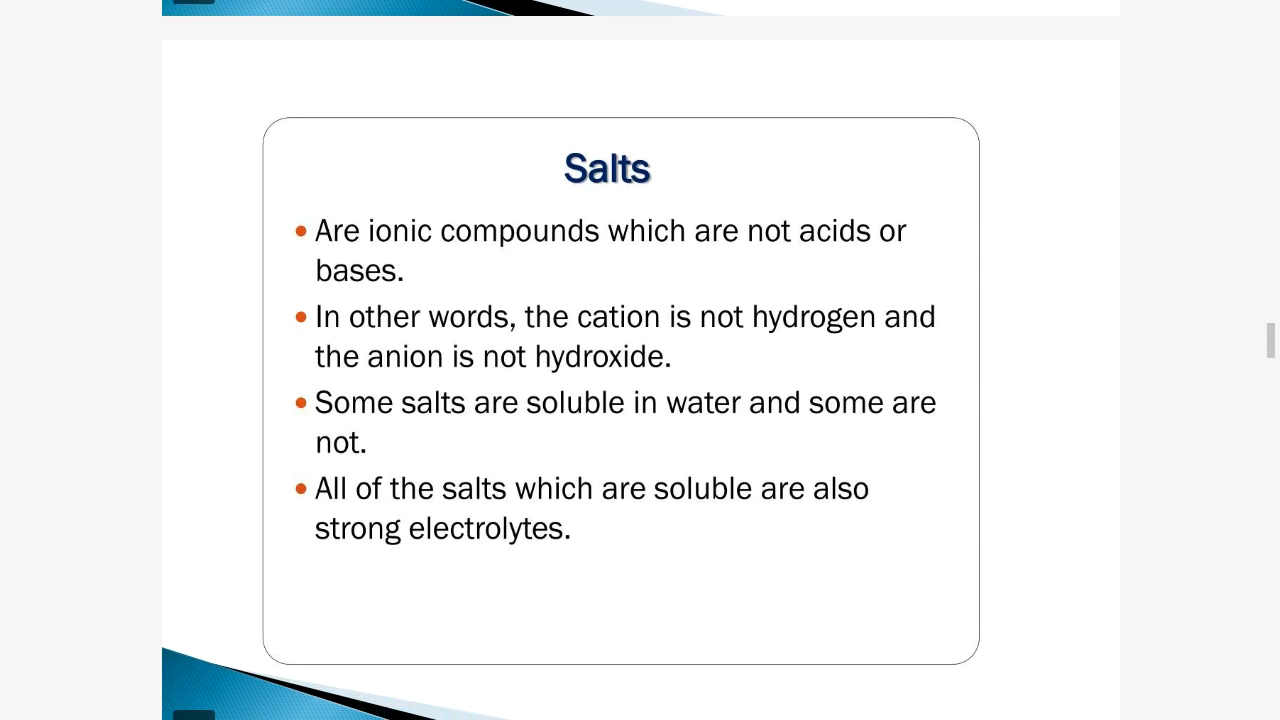 Salts
• Are ionic compounds which are not acids or
bases.
• In other words, the cation is not hydrogen and
the anion is not hydroxide.
• Some salts are soluble in water and some are
not.
• All of the salts which are soluble are also
strong electrolytes.